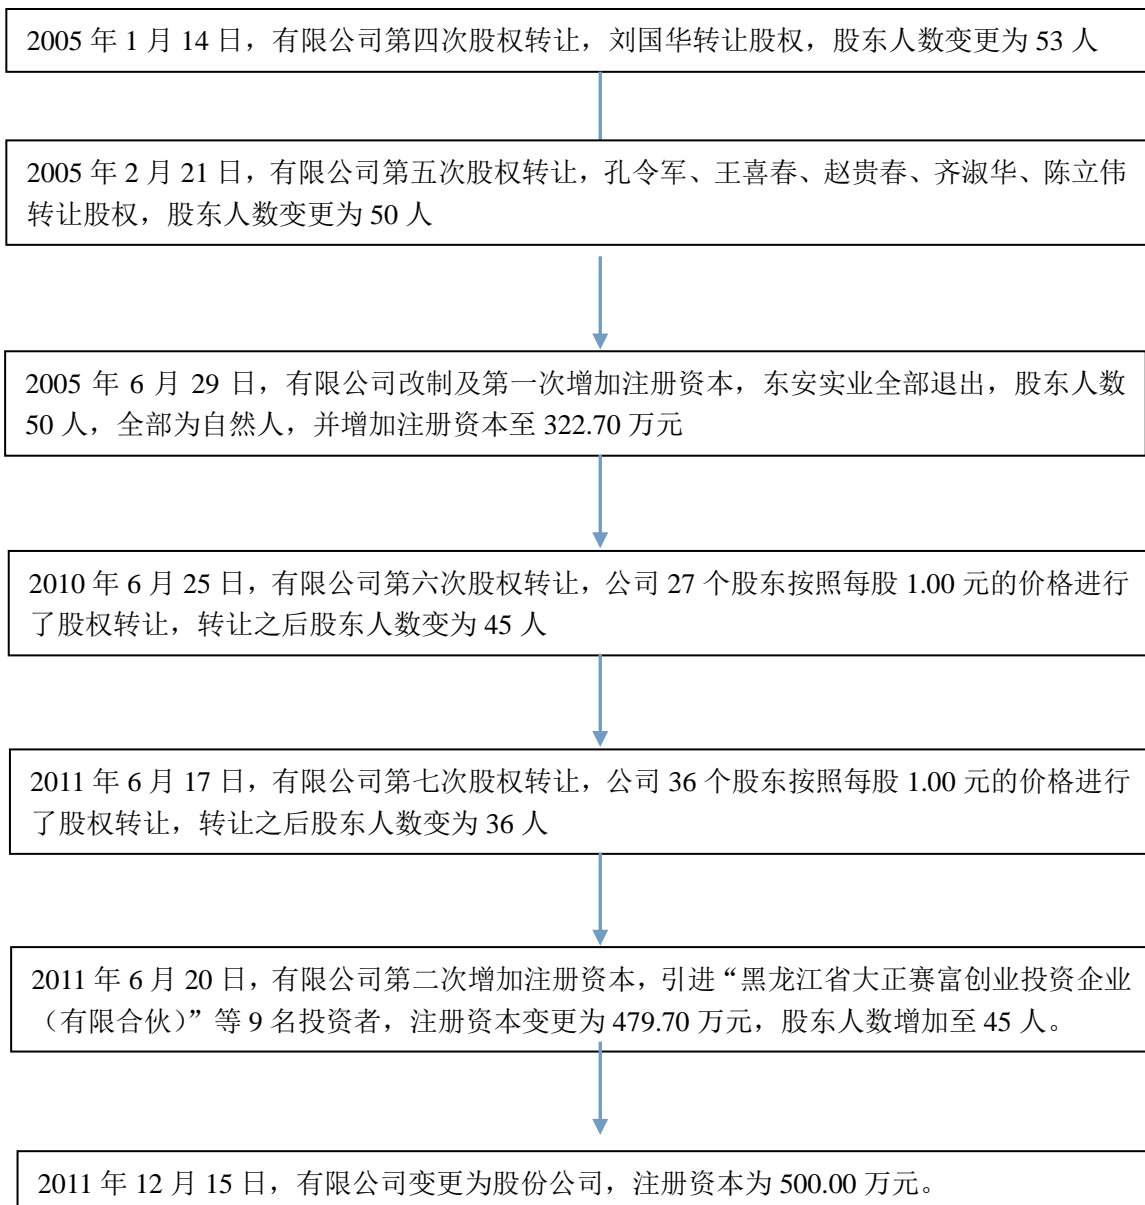 2005 年 1 月 14 日，有限公司第四次股权转让，刘国华转让股权，股东人数变更为 53 人
2005 年 2 月 21 日，有限公司第五次股权转让，孔令军、王喜春、赵贵春、齐淑华、陈立伟
转让股权，股东人数变更为 50 人
2005 年 6 月 29 日，有限公司改制及第一次增加注册资本，东安实业全部退出，股东人数
50 人，全部为自然人，并增加注册资本至 322.70 万元
2010 年 6 月 25 日，有限公司第六次股权转让，公司 27 个股东按照每股 1.00 元的价格进行
了股权转让，转让之后股东人数变为 45 人
2011 年 6 月 17 日，有限公司第七次股权转让，公司 36 个股东按照每股 1.00 元的价格进行
了股权转让，转让之后股东人数变为 36 人
2011 年 6 月 20 日，有限公司第二次增加注册资本，引进“黑龙江省大正赛富创业投资企业
（有限合伙）”等 9 名投资者，注册资本变更为 479.70 万元，股东人数增加至 45 人。
2011 年 12 月 15 日，有限公司变更为股份公司，注册资本为 500.00 万元。